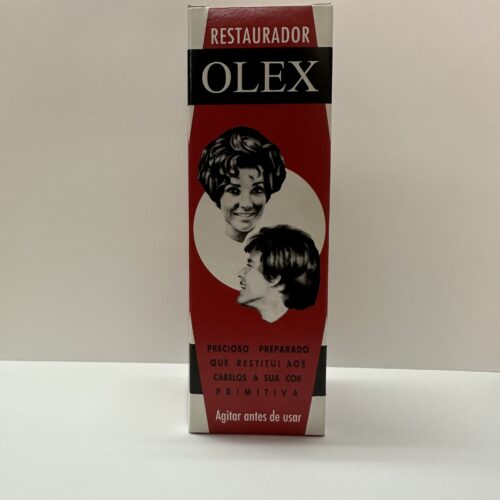 RESTAURADOR
OLEX
PRECIOSO PREPARADO
QUE RESTITUI AOS
CABELOS A SUA COR
PRIMITIVA
Agitar antes de usar